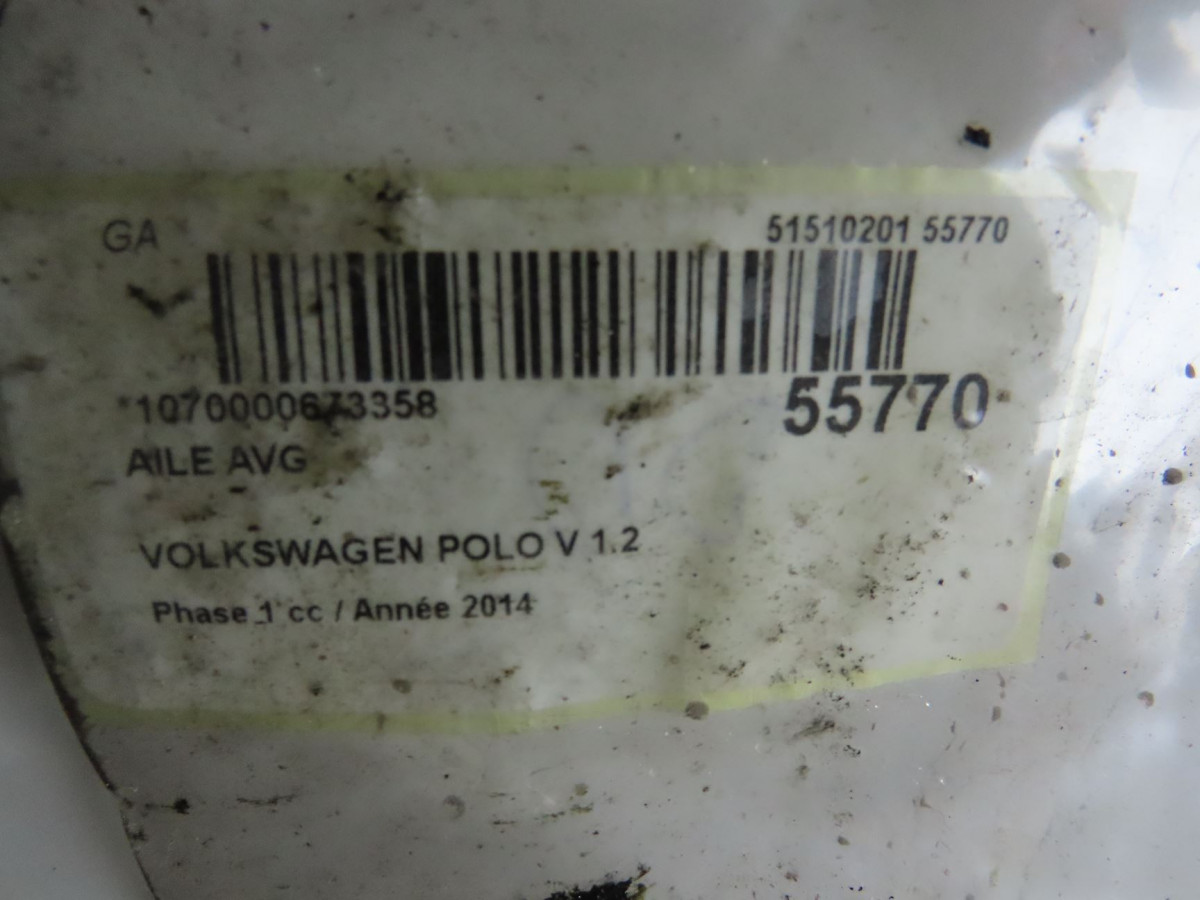 GA
51510201 55770
*1070000673358
55770
AILE AVG
VOLKSWAGEN POLO V 1.2
Phase 1 cc / Année 2014